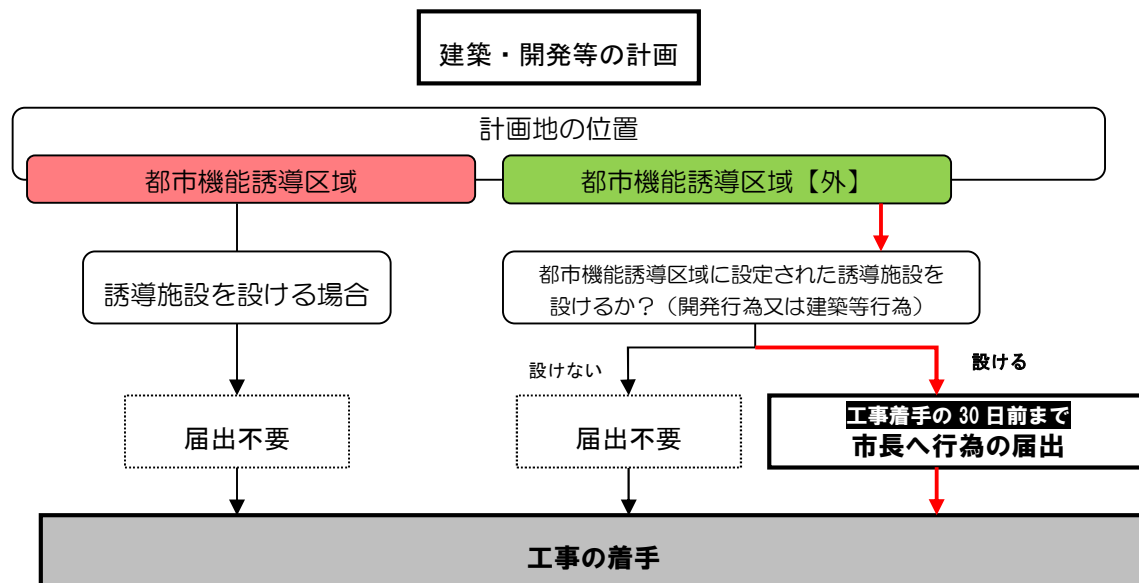 建築・開発等の計画
計画地の位置
都市機能誘導区域
都市機能誘導区域【外】
誘導施設を設ける場合
都市機能誘導区域に設定された誘導施設を
設けるか？（開発行為又は建築等行為）
設けない
設ける
届出不要
届出不要
工事着手の 30 日前まで
市長へ行為の届出
工事の着手